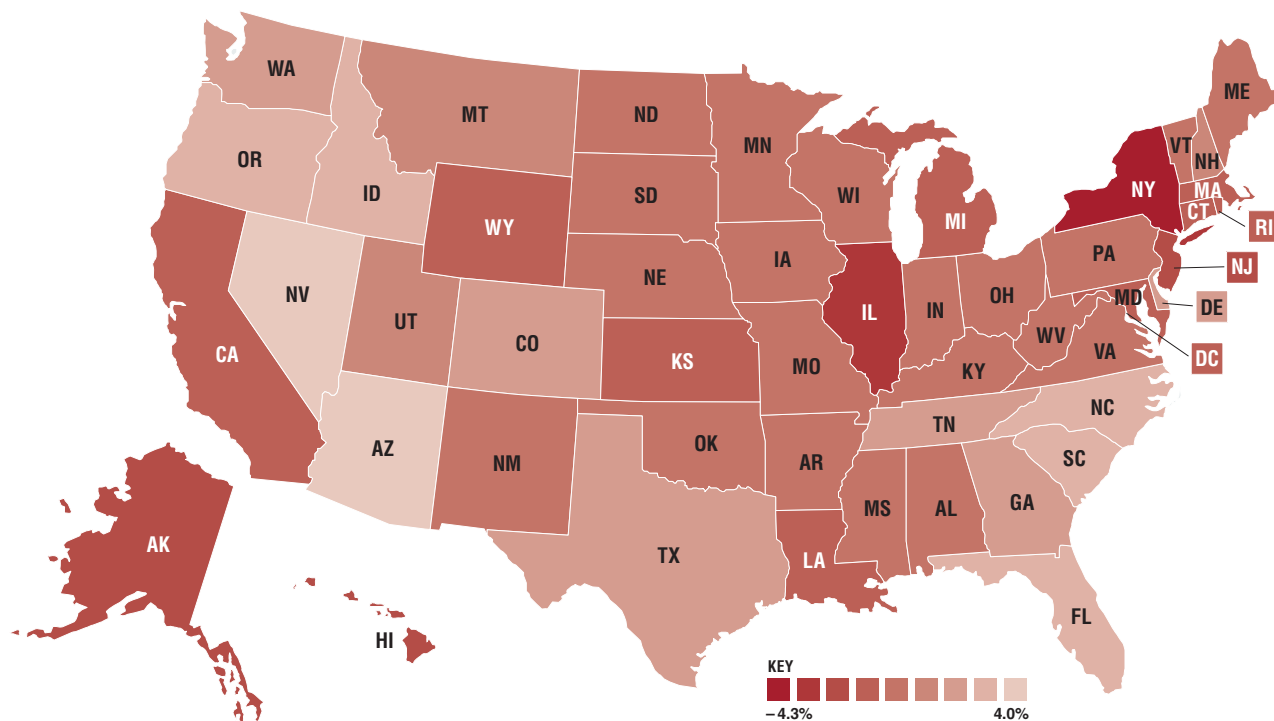 WA
MT
ND
MN
ME
OR
ID
SD
WI
VT
NH
NY
MA
WY
MI
CT
RI
IA
PA
NJ
NV
NE
UT
CO
IL
IN
OH
MD
DE
CA
KS
MO
WV
VA
DC
KY
NC
AZ
NM
OK
TN
AR
SC
MS
AL
GA
AK
TX
LA
FL
HI
KEY
–4.3% 4.0%